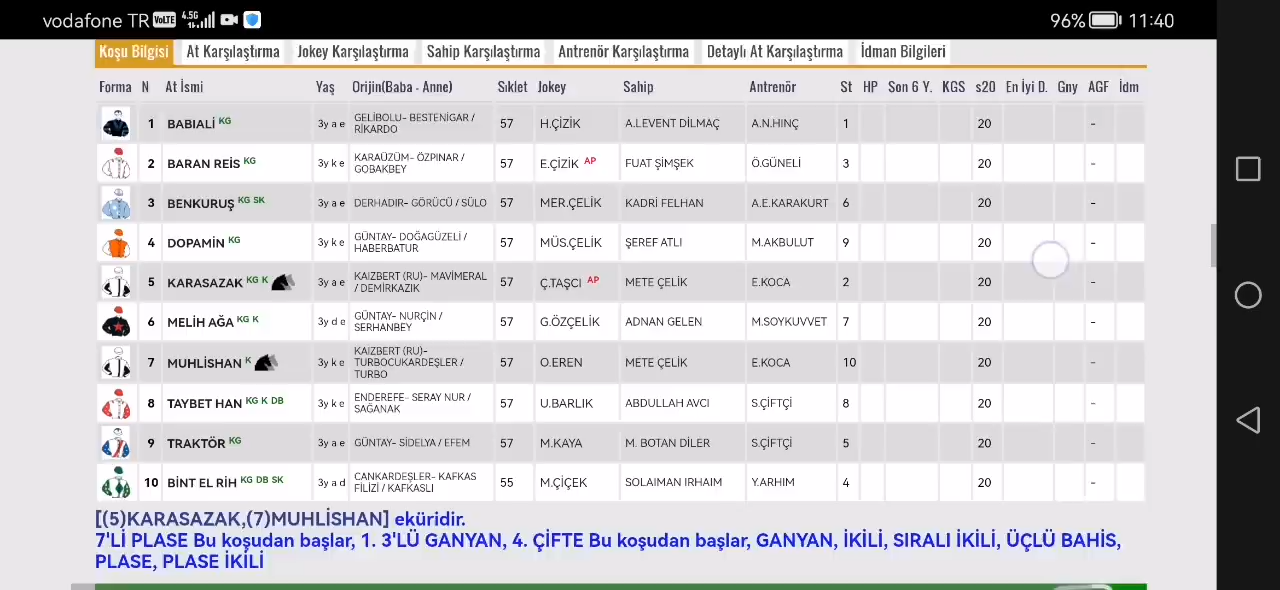 vodafone TR VoLTE 4.5G 96% 11:40
Koşu Bilgisi At Karşılaştırma Jokey Karşılaştırma Sahip Karşılaştırma Antrenör Karşılaştırma Detaylı At Karşılaştırma İdman Bilgileri
Forma N At İsmi Yaş Orijin(Baba - Anne) Sıklet Jokey Sahip Antrenör St HP Son 6 Y. KGS s20 En İyi D. Gny AGF İdm
1 BABIALİ KG 3y a e GELİBOLU- BESTENİGAR / RİKARDO 57 H.ÇİZİK A.LEVENT DİLMAÇ A.N.HINÇ 1 20 -
2 BARAN REİS KG 3y k e KARAÜZÜM- ÖZPINAR / GOBAKBEY 57 E.ÇİZİK AP FUAT ŞİMŞEK Ö.GÜNELİ 3 20 -
3 BENKURUŞ KG SK 3y a e DERHADIR- GÖRÜCÜ / SÜLO 57 MER.ÇELİK KADRİ FELHAN A.E.KARAKURT 6 20 -
4 DOPAMİN KG 3y k e GÜNTAY- DOĞAGÜZELİ / HABERBATUR 57 MÜS.ÇELİK ŞEREF ATLI M.AKBULUT 9 20 -
5 KARASAZAK KG K 3y a e KAIZBERT (RU)- MAVİMERAL / DEMİRKAZIK 57 Ç.TAŞCI AP METE ÇELİK E.KOCA 2 20 -
6 MELİH AĞA KG K 3y d e GÜNTAY- NURÇİN / SERHANBEY 57 G.ÖZÇELİK ADNAN GELEN M.SOYKUVVET 7 20 -
7 MUHLİSHAN K 3y k e KAIZBERT (RU)- TURBOCUKARDEŞLER / TURBO 57 O.EREN METE ÇELİK E.KOCA 10 20 -
8 TAYBET HAN KG K DB 3y k e ENDEREFE- SERAY NUR / SAĞANAK 57 U.BARLIK ABDULLAH AVCI S.ÇİFTÇİ 8 20 -
9 TRAKTÖR KG 3y a e GÜNTAY- SİDELYA / EFEM 57 M.KAYA M. BOTAN DİLER S.ÇİFTÇİ 5 20 -
10 BİNT EL RİH KG DB SK 3y a d CANKARDEŞLER- KAFKAS FİLİZİ / KAFKASLI 55 M.ÇİÇEK SOLAIMAN IRHAIM Y.ARHIM 4 20 -
[(5)KARASAZAK,(7)MUHLİSHAN] eküridir.
7'Lİ PLASE Bu koşudan başlar, 1. 3'LÜ GANYAN, 4. ÇİFTE Bu koşudan başlar, GANYAN, İKİLİ, SIRALI İKİLİ, ÜÇLÜ BAHİS,
PLASE, PLASE İKİLİ